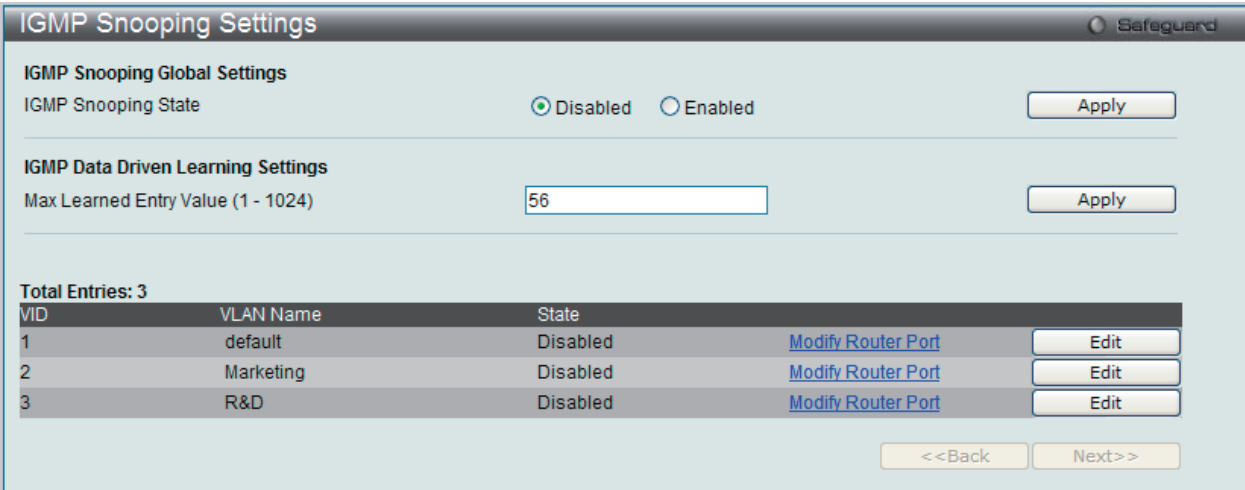 IGMP Snooping Settings
Safeguard
IGMP Snooping Global Settings
IGMP Snooping State Disabled Enabled Apply
IGMP Data Driven Learning Settings
Max Learned Entry Value (1 - 1024) 56 Apply
Total Entries: 3
VID VLAN Name State
1 default Disabled Modify Router Port Edit
2 Marketing Disabled Modify Router Port Edit
3 R&D Disabled Modify Router Port Edit
<<Back Next>>